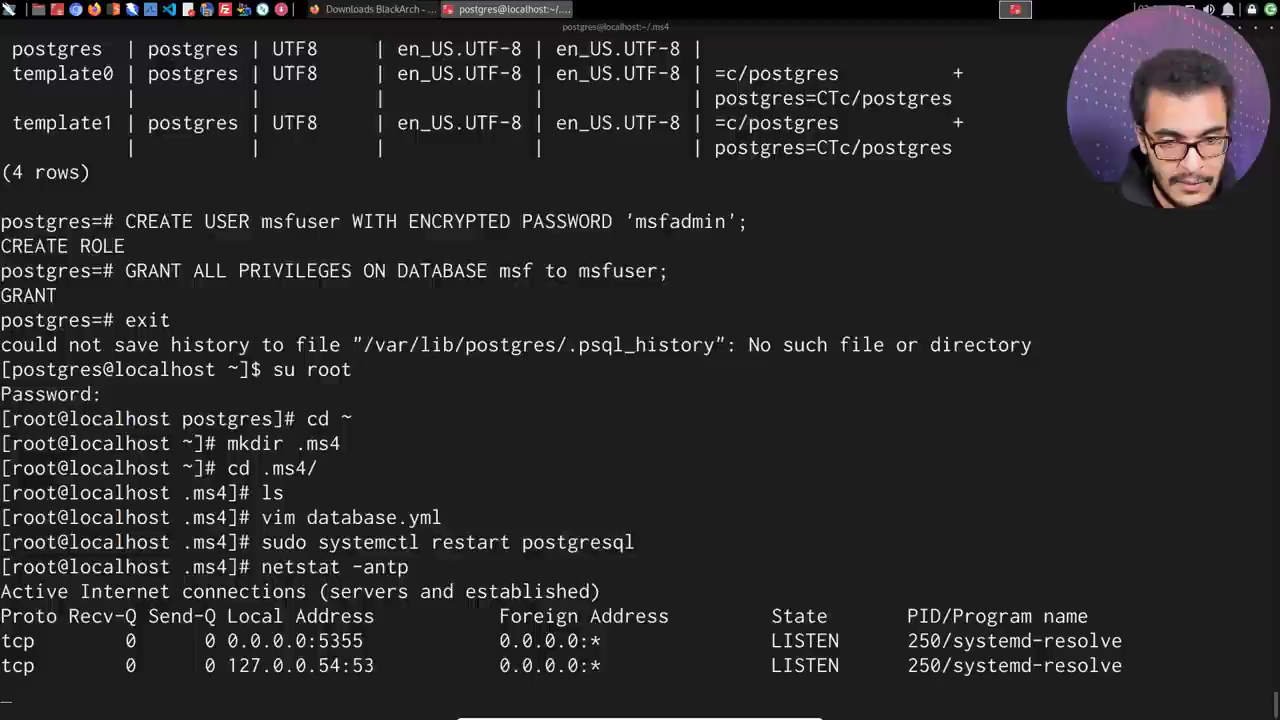 Downloads BlackArch - ...
postgres@localhost:~/....
postgres@localhost:~/.ms4
postgres | postgres | UTF8 | en_US.UTF-8 | en_US.UTF-8 |
template0 | postgres | UTF8 | en_US.UTF-8 | en_US.UTF-8 | =c/postgres +
| | | | | postgres=CTc/postgres
template1 | postgres | UTF8 | en_US.UTF-8 | en_US.UTF-8 | =c/postgres +
| | | | | postgres=CTc/postgres
(4 rows)
postgres=# CREATE USER msfuser WITH ENCRYPTED PASSWORD 'msfadmin';
CREATE ROLE
postgres=# GRANT ALL PRIVILEGES ON DATABASE msf to msfuser;
GRANT
postgres=# exit
could not save history to file "/var/lib/postgres/.psql_history": No such file or directory
[postgres@localhost ~]$ su root
Password:
[root@localhost postgres]# cd ~
[root@localhost ~]# mkdir .ms4
[root@localhost ~]# cd .ms4/
[root@localhost .ms4]# ls
[root@localhost .ms4]# vim database.yml
[root@localhost .ms4]# sudo systemctl restart postgresql
[root@localhost .ms4]# netstat -antp
Active Internet connections (servers and established)
Proto Recv-Q Send-Q Local Address Foreign Address State PID/Program name
tcp 0 0 0.0.0.0:5355 0.0.0.0:* LISTEN 250/systemd-resolve
tcp 0 0 127.0.0.54:53 0.0.0.0:* LISTEN 250/systemd-resolve